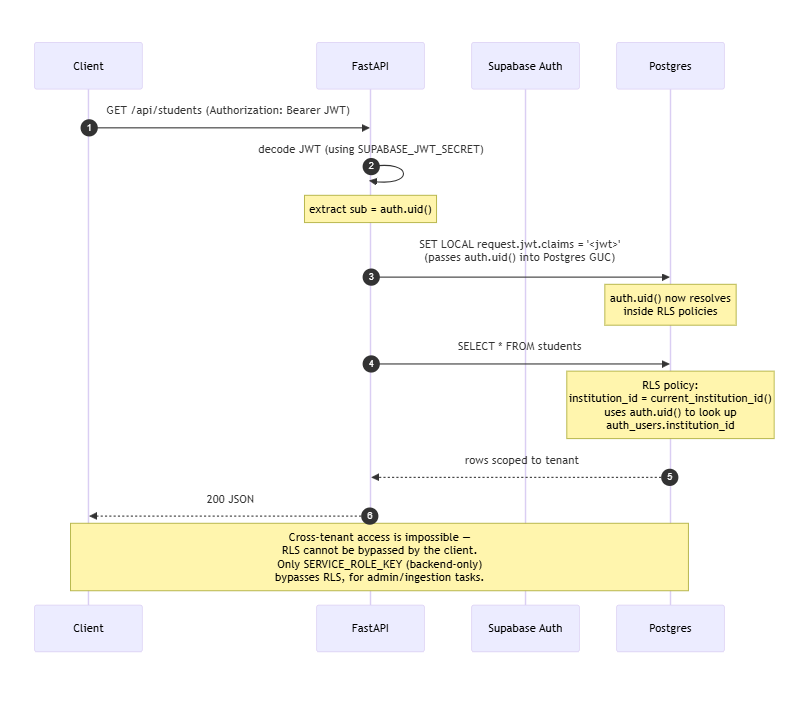 Client
FastAPI
Supabase Auth
Postgres
GET /api/students (Authorization: Bearer JWT)
1
decode JWT (using SUPABASE_JWT_SECRET)
2
extract sub = auth.uid()
SET LOCAL request.jwt.claims = '<jwt>'
(passes auth.uid() into Postgres GUC)
3
auth.uid() now resolves
inside RLS policies
SELECT * FROM students
4
RLS policy:
institution_id = current_institution_id()
uses auth.uid() to look up
auth_users.institution_id
rows scoped to tenant
5
200 JSON
6
Cross-tenant access is impossible —
RLS cannot be bypassed by the client.
Only SERVICE_ROLE_KEY (backend-only)
bypasses RLS, for admin/ingestion tasks.
Client
FastAPI
Supabase Auth
Postgres